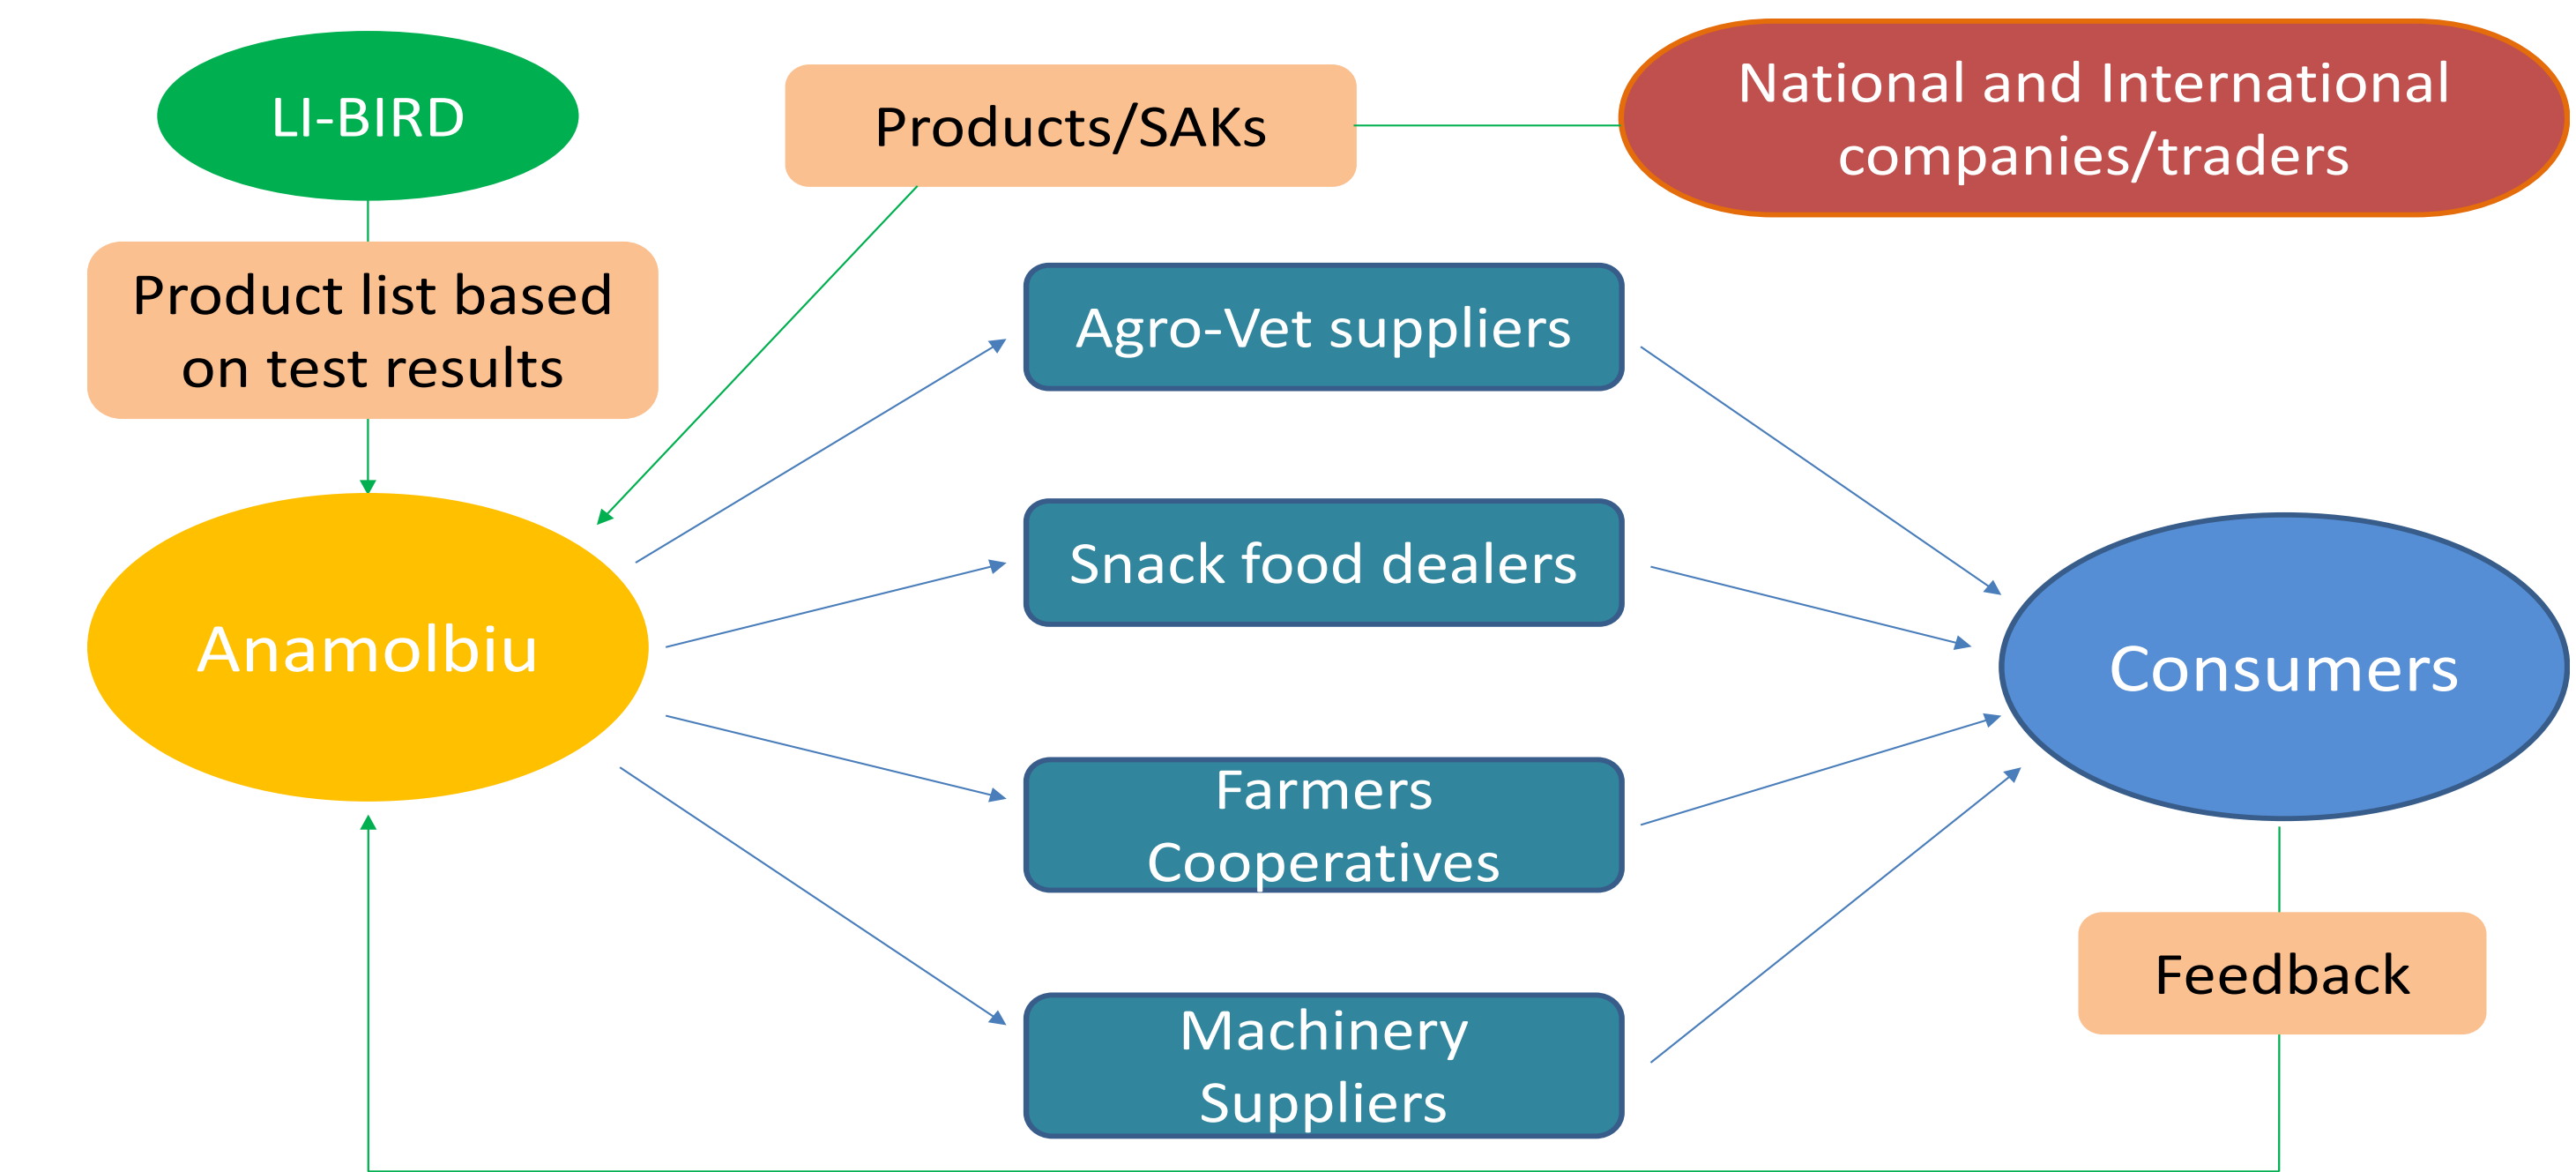 LI-BIRD
Products/SAKs
National and International
companies/traders
Product list based
on test results
Agro-Vet suppliers
Snack food dealers
Anamolbiu
Consumers
Farmers
Cooperatives
Feedback
Machinery
Suppliers